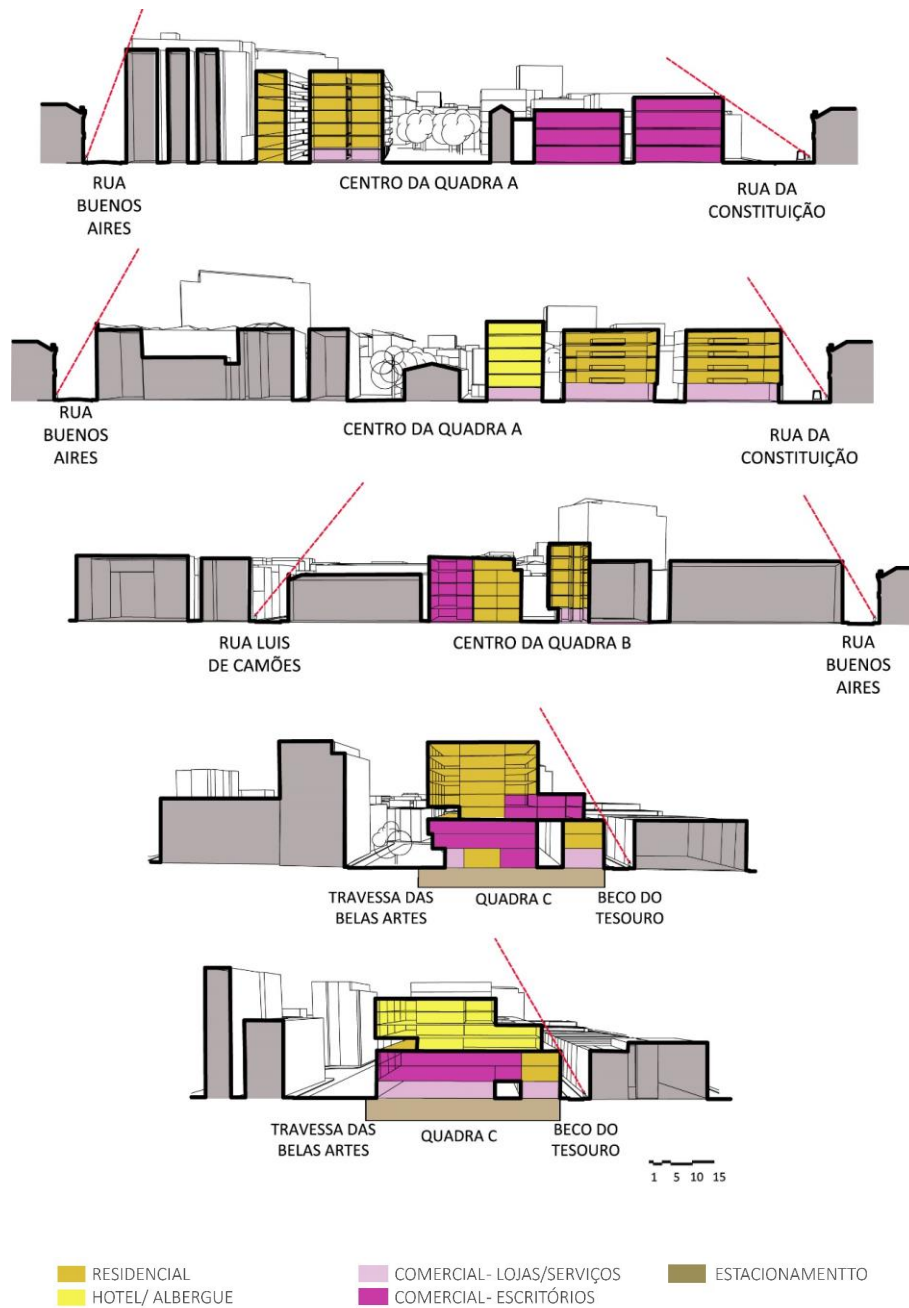 RUA
BUENOS
AIRES
CENTRO DA QUADRA A
RUA DA
CONSTITUIÇÃO
RUA
BUENOS
AIRES
CENTRO DA QUADRA A
RUA DA
CONSTITUIÇÃO
RUA LUIS
DE CAMÕES
CENTRO DA QUADRA B
RUA
BUENOS
AIRES
TRAVESSA DAS
BELAS ARTES
QUADRA C
BECO DO
TESOURO
TRAVESSA DAS
BELAS ARTES
QUADRA C
BECO DO
TESOURO
1 5 10 15
RESIDENCIAL
HOTEL/ ALBERGUE
COMERCIAL- LOJAS/SERVIÇOS
COMERCIAL- ESCRITÓRIOS
ESTACIONAMENTTO